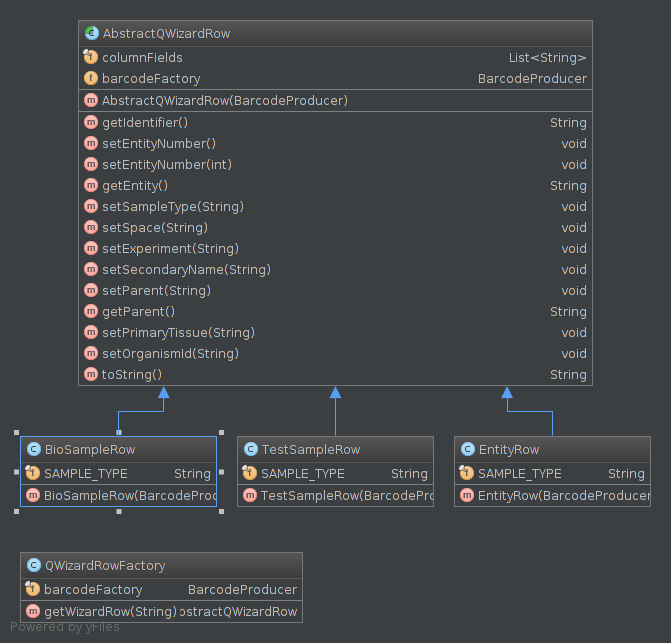 AbstractQWizardRow
columnFields List<String>
barcodeFactory BarcodeProducer
AbstractQWizardRow(BarcodeProducer)
getIdentifier() String
setEntityNumber() void
setEntityNumber(int) void
getEntity() String
setSampleType(String) void
setSpace(String) void
setExperiment(String) void
setSecondaryName(String) void
setParent(String) void
getParent() String
setPrimaryTissue(String) void
setOrganismId(String) void
toString() String
BioSampleRow
SAMPLE_TYPE String
BioSampleRow(BarcodeProd
TestSampleRow
SAMPLE_TYPE String
TestSampleRow(BarcodePro
EntityRow
SAMPLE_TYPE String
EntityRow(BarcodeProducer
QWizardRowFactory
barcodeFactory BarcodeProducer
getWizardRow(String) ostractQWizardRow
Powered by yFiles